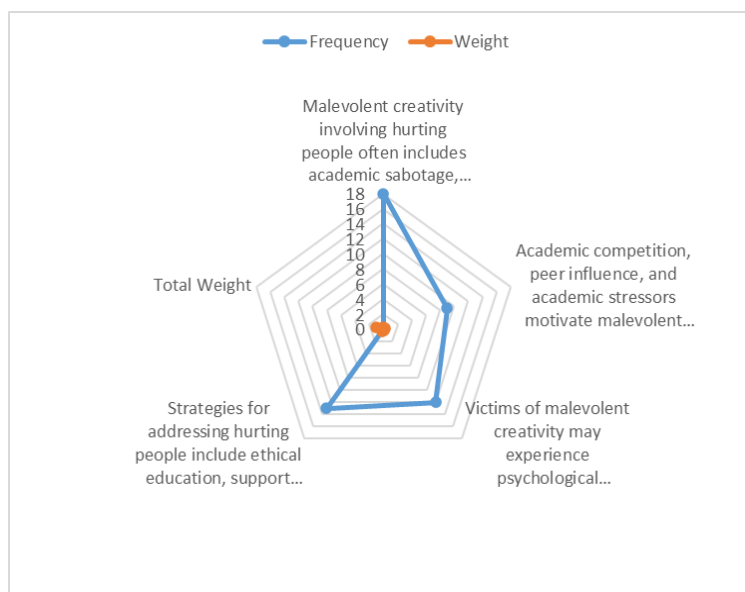 Frequency Weight
Malevolent creativity
involving hurting
people often includes
academic sabotage,...
18
16
14
12
10
8
6
4
2
0
Academic competition,
peer influence, and
academic stressors
motivate malevolent...
Total Weight
Strategies for
addressing hurting
people include ethical
education, support...
Victims of malevolent
creativity may
experience
psychological...